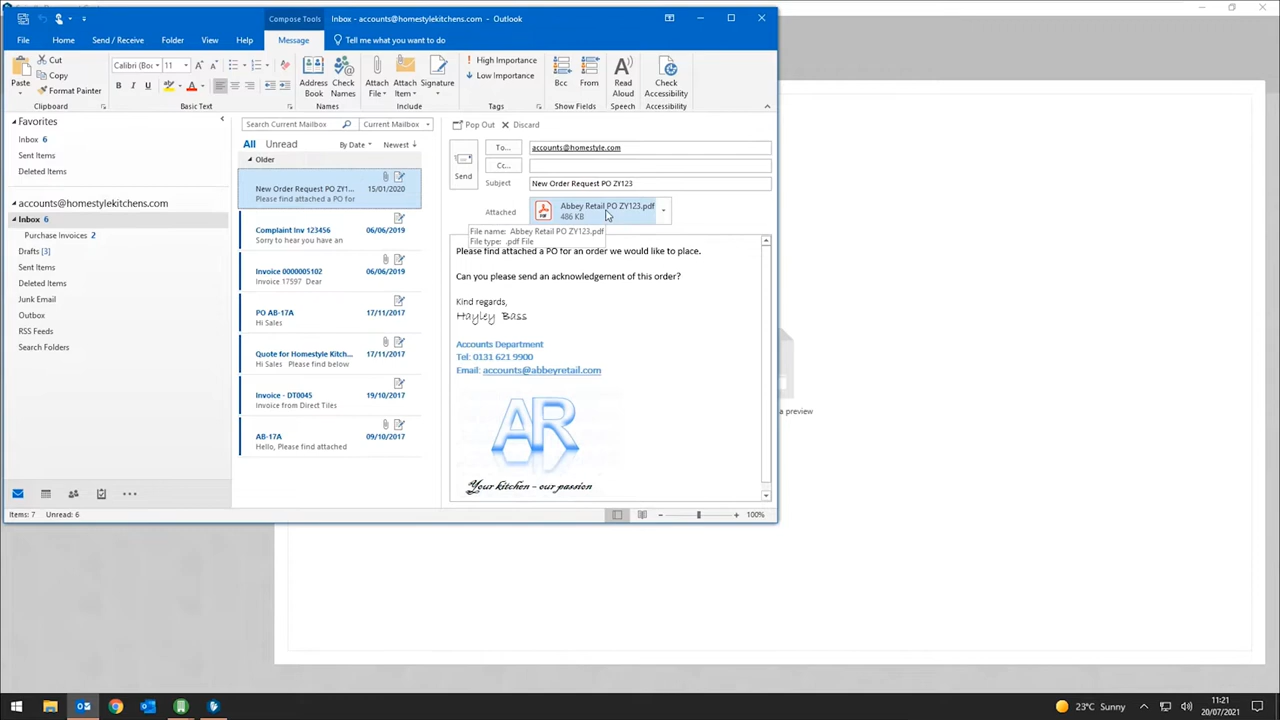 Compose Tools
Inbox - accounts@homestylekitchens.com - Outlook
File
Home
Send / Receive
Folder
View
Help
Message
Tell me what you want to do
Paste
Cut
Copy
Format Painter
Clipboard
Calibri (Boc
11
B I U
A
Basic Text
Address Book
Check Names
Names
Attach File
Attach Item
Signature
Include
High Importance
Low Importance
Tags
Bcc
From
Show Fields
Read Aloud
Speech
Check Accessibility
Accessibility
Favorites
Inbox 6
Sent Items
Deleted Items
accounts@homestylekitchens.com
Inbox 6
Purchase Invoices 2
Drafts [3]
Sent Items
Deleted Items
Junk Email
Outbox
RSS Feeds
Search Folders
Search Current Mailbox
Current Mailbox
All Unread
By Date
Newest ↓
Older
New Order Request PO ZY1... 15/01/2020
Please find attached a PO for
Complaint Inv 123456 06/06/2019
Sorry to hear you have an
Invoice 0000005102 06/06/2019
Invoice 17597 Dear
PO AB-17A 17/11/2017
Hi Sales
Quote for Homestyle Kitch... 17/11/2017
Hi Sales Please find below
Invoice - DT0045 19/10/2017
Invoice from Direct Tiles
AB-17A 09/10/2017
Hello, Please find attached
Pop Out
Discard
Send
To... accounts@homestyle.com
Cc...
Subject New Order Request PO ZY123
Attached
Abbey Retail PO ZY123.pdf
486 KB
File name: Abbey Retail PO ZY123.pdf
File type: .pdf File
Please find attached a PO for an order we would like to place.
Can you please send an acknowledgement of this order?
Kind regards,
Hayley Bass
Accounts Department
Tel: 0131 621 9900
Email: accounts@abbeyretail.com
AR
Your kitchen - our passion
a preview
Items: 7 Unread: 6
100%
23°C Sunny
11:21
20/07/2021